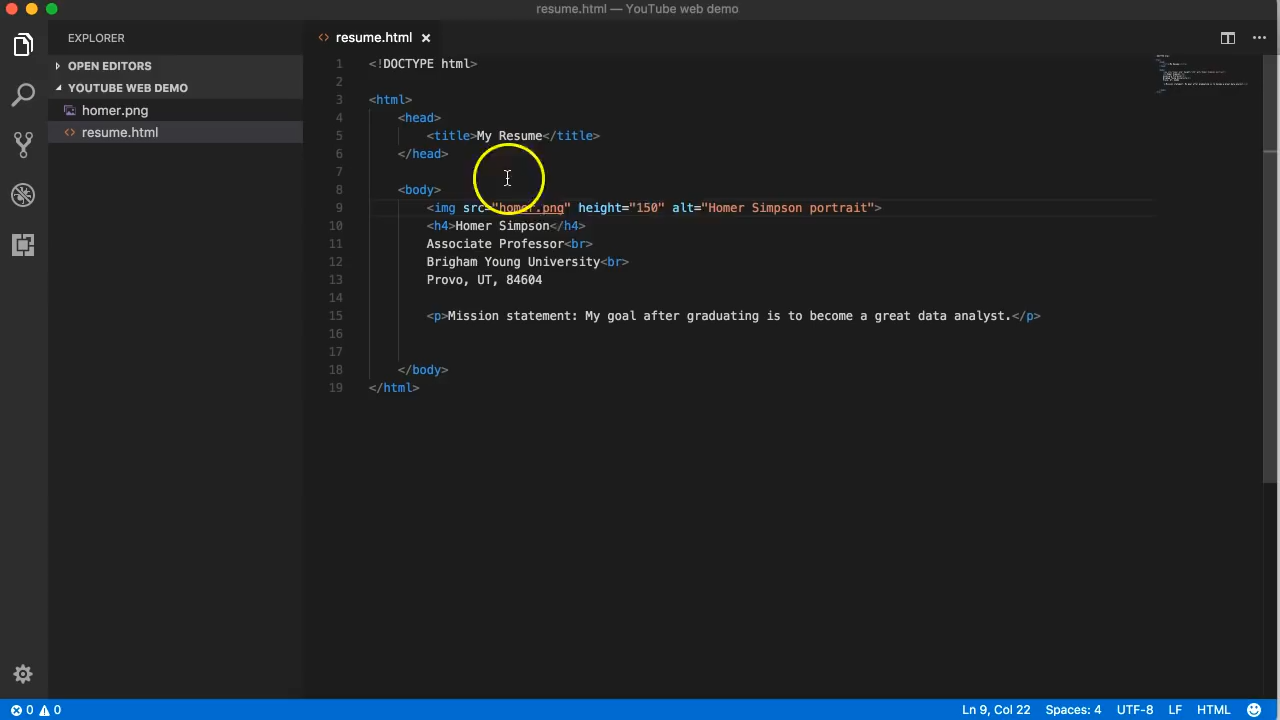 resume.html — YouTube web demo
EXPLORER
OPEN EDITORS
YOUTUBE WEB DEMO
homer.png
resume.html
resume.html
1 <!DOCTYPE html>
2
3 <html>
4 <head>
5 <title>My Resume</title>
6 </head>
7
8 <body>
9 <img src="homer.png" height="150" alt="Homer Simpson portrait">
10 <h4>Homer Simpson</h4>
11 Associate Professor<br>
12 Brigham Young University<br>
13 Provo, UT, 84604
14
15 <p>Mission statement: My goal after graduating is to become a great data analyst.</p>
16
17
18 </body>
19 </html>
0 0 Ln 9, Col 22 Spaces: 4 UTF-8 LF HTML